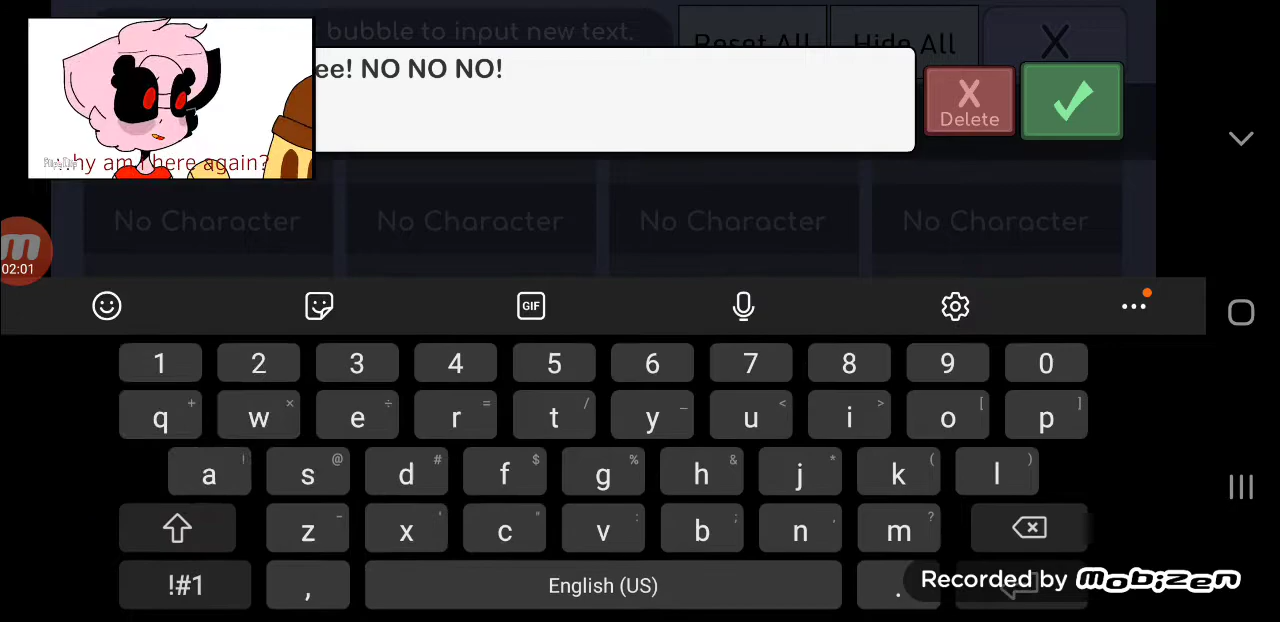 bubble to input new text.
Reset All
Hide All
X
ee! NO NO NO!
X
Delete
hy am I here again?
No Character
No Character
No Character
No Character
02:01
GIF
1 2 3 4 5 6 7 8 9 0
q + w × e ÷ r = t / y _ u < i > o [ p ]
a ! s @ d # f $ g % h & j * k ( l )
z - x ' c " v : b ; n , m ?
!#1 , English (US) .
Recorded by mobizen